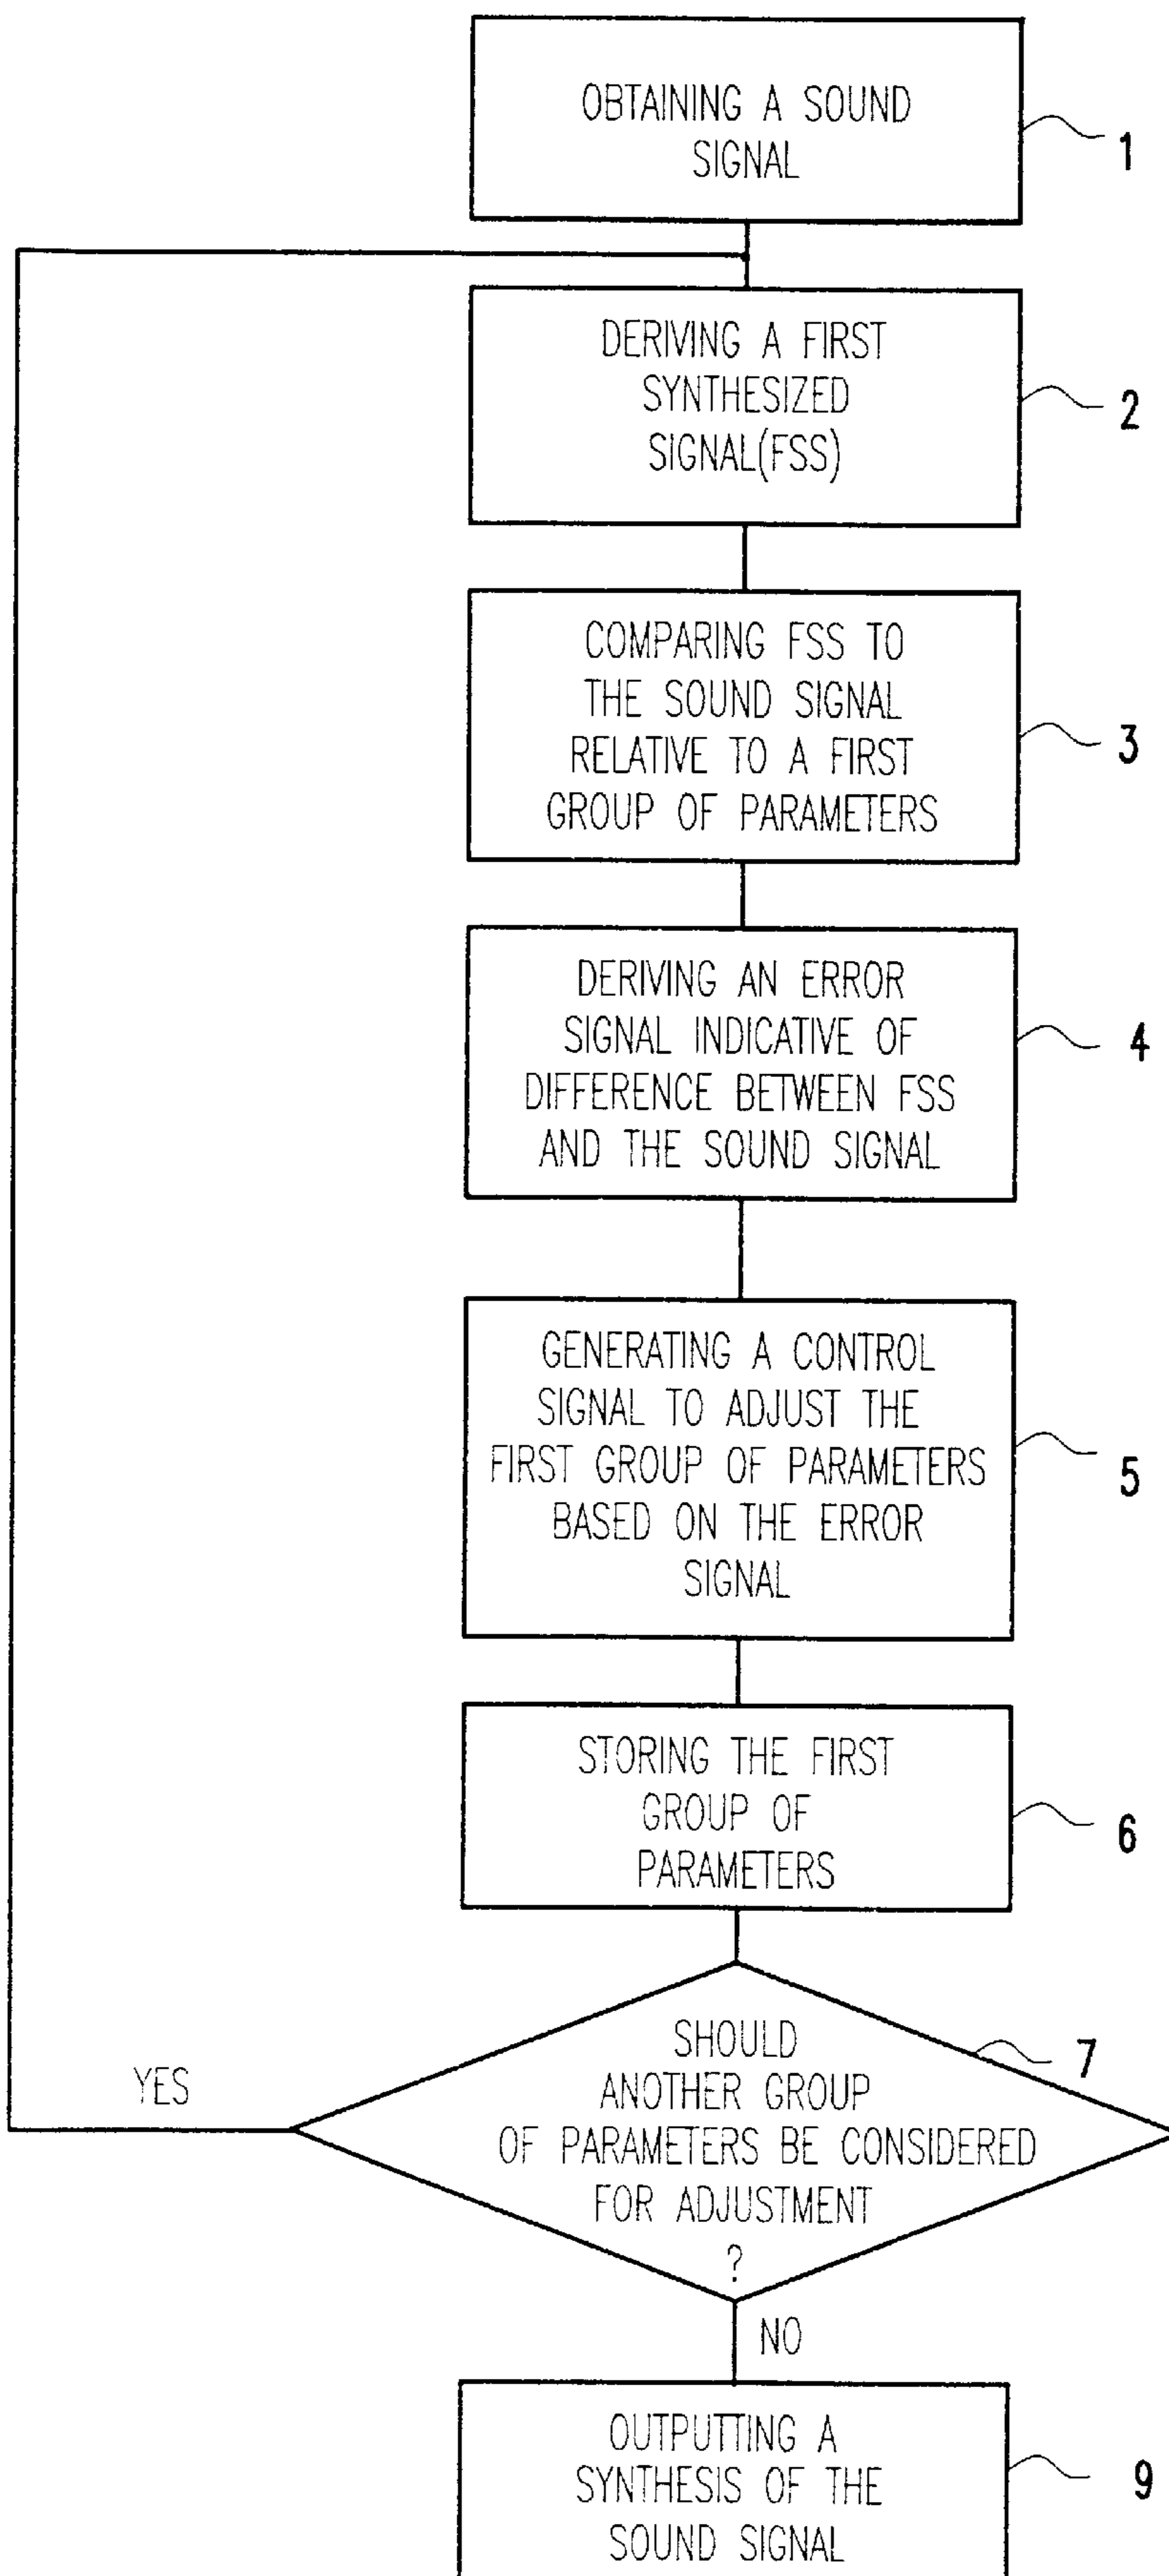 OBTAINING A SOUND
SIGNAL
1
DERIVING A FIRST
SYNTHESIZED
SIGNAL(FSS)
2
COMPARING FSS TO
THE SOUND SIGNAL
RELATIVE TO A FIRST
GROUP OF PARAMETERS
3
DERIVING AN ERROR
SIGNAL INDICATIVE OF
DIFFERENCE BETWEEN FSS
AND THE SOUND SIGNAL
4
GENERATING A CONTROL
SIGNAL TO ADJUST THE
FIRST GROUP OF PARAMETERS
BASED ON THE ERROR
SIGNAL
5
STORING THE FIRST
GROUP OF
PARAMETERS
6
SHOULD
ANOTHER GROUP
OF PARAMETERS BE CONSIDERED
FOR ADJUSTMENT
?
7
YES
NO
OUTPUTTING A
SYNTHESIS OF THE
SOUND SIGNAL
9